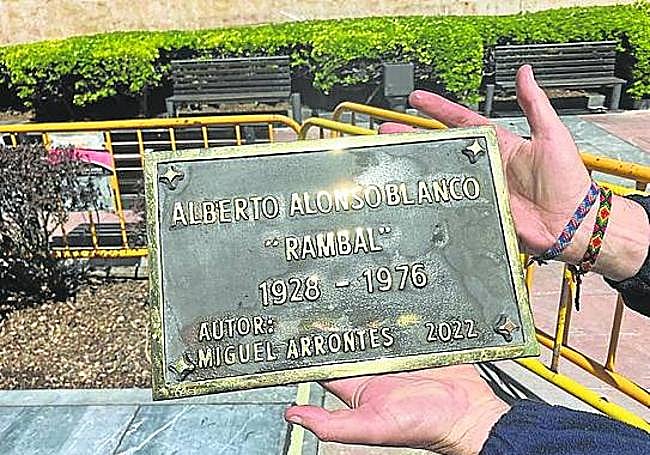 ALBERTO ALONSO BLANCO
"RAMBAL"
1928 - 1976
AUTOR:
MIGUEL ARRONTES 2022